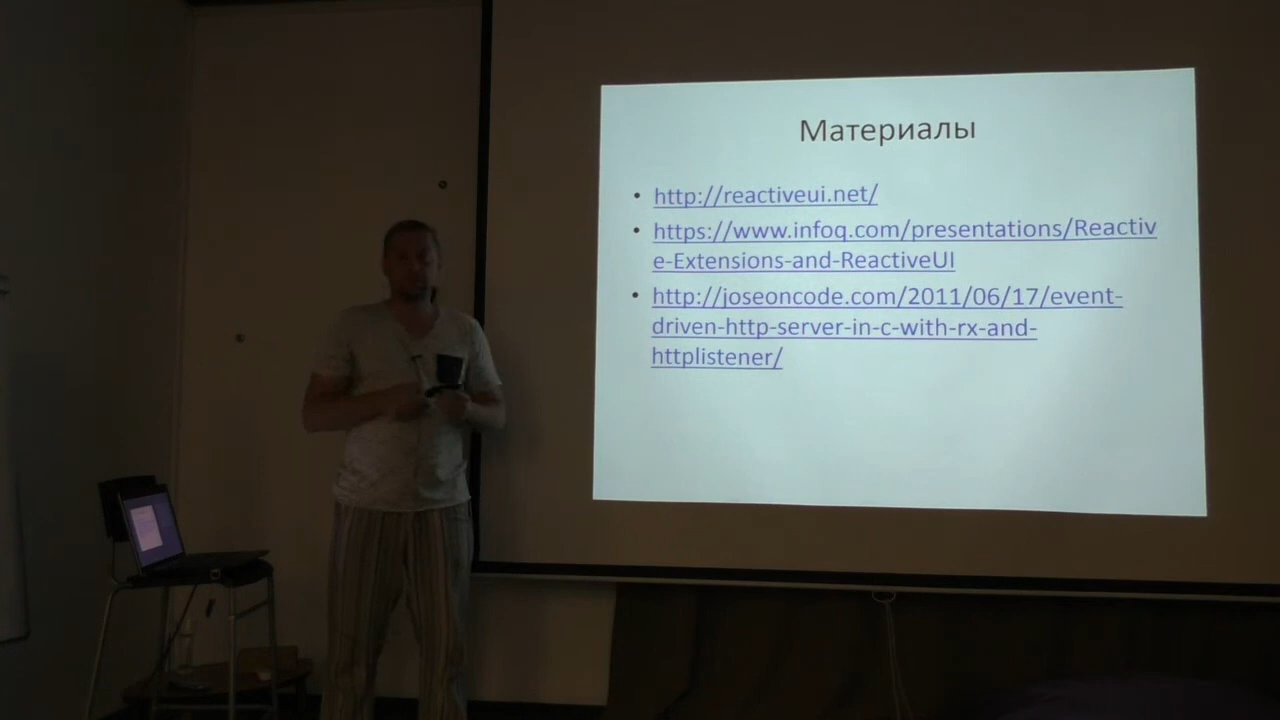 Материалы
• http://reactiveui.net/
• https://www.infoq.com/presentations/Reactiv
e-Extensions-and-ReactiveUI
• http://joseoncode.com/2011/06/17/event-
driven-http-server-in-c-with-rx-and-
httplistener/